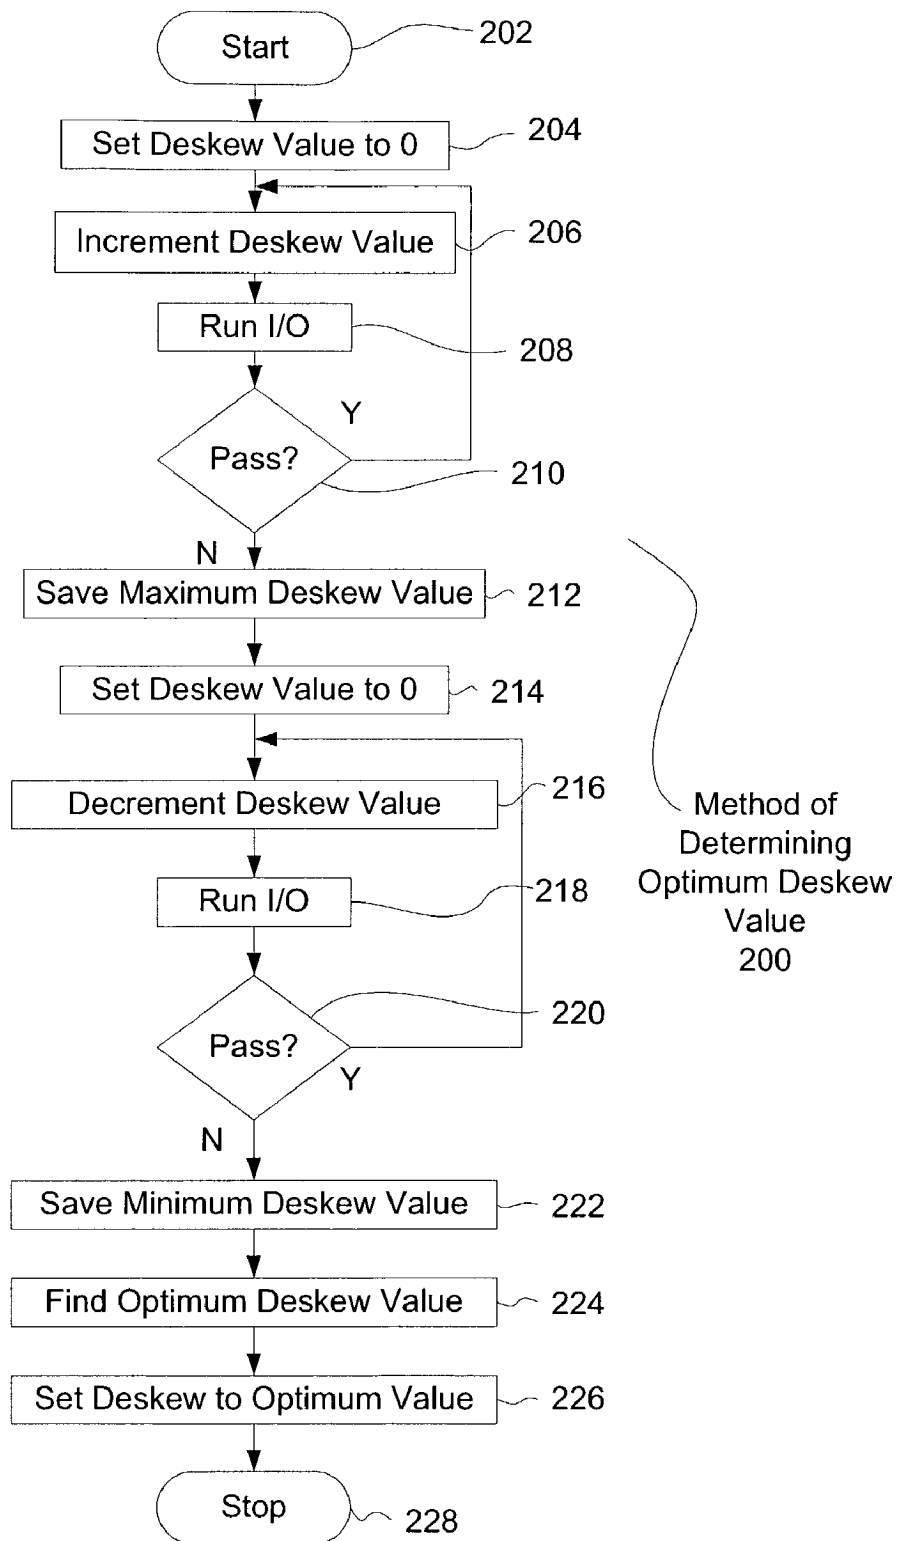 Start
202
Set Deskew Value to 0
204
Increment Deskew Value
206
Run I/O
208
Y
Pass?
210
N
Save Maximum Deskew Value
212
Set Deskew Value to 0
214
Decrement Deskew Value
216
Run I/O
218
Method of
Determining
Optimum Deskew
Value
200
Pass?
220
Y
N
Save Minimum Deskew Value
222
Find Optimum Deskew Value
224
Set Deskew to Optimum Value
226
Stop
228